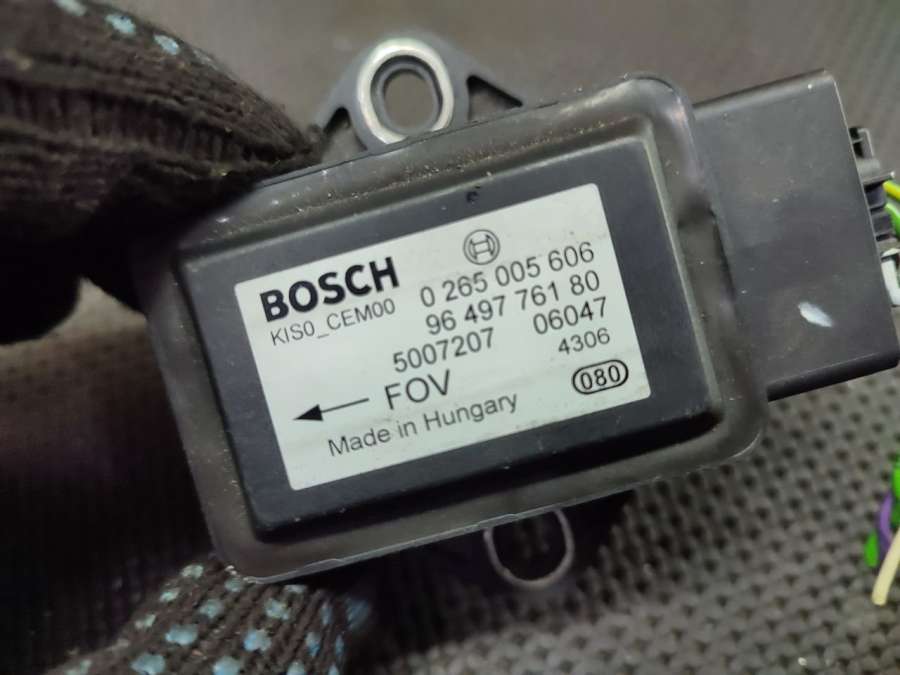 BOSCH
KIS0_CEM00
0 265 005 606
96 497 761 80
5007207 06047
4306
FOV
080
Made in Hungary